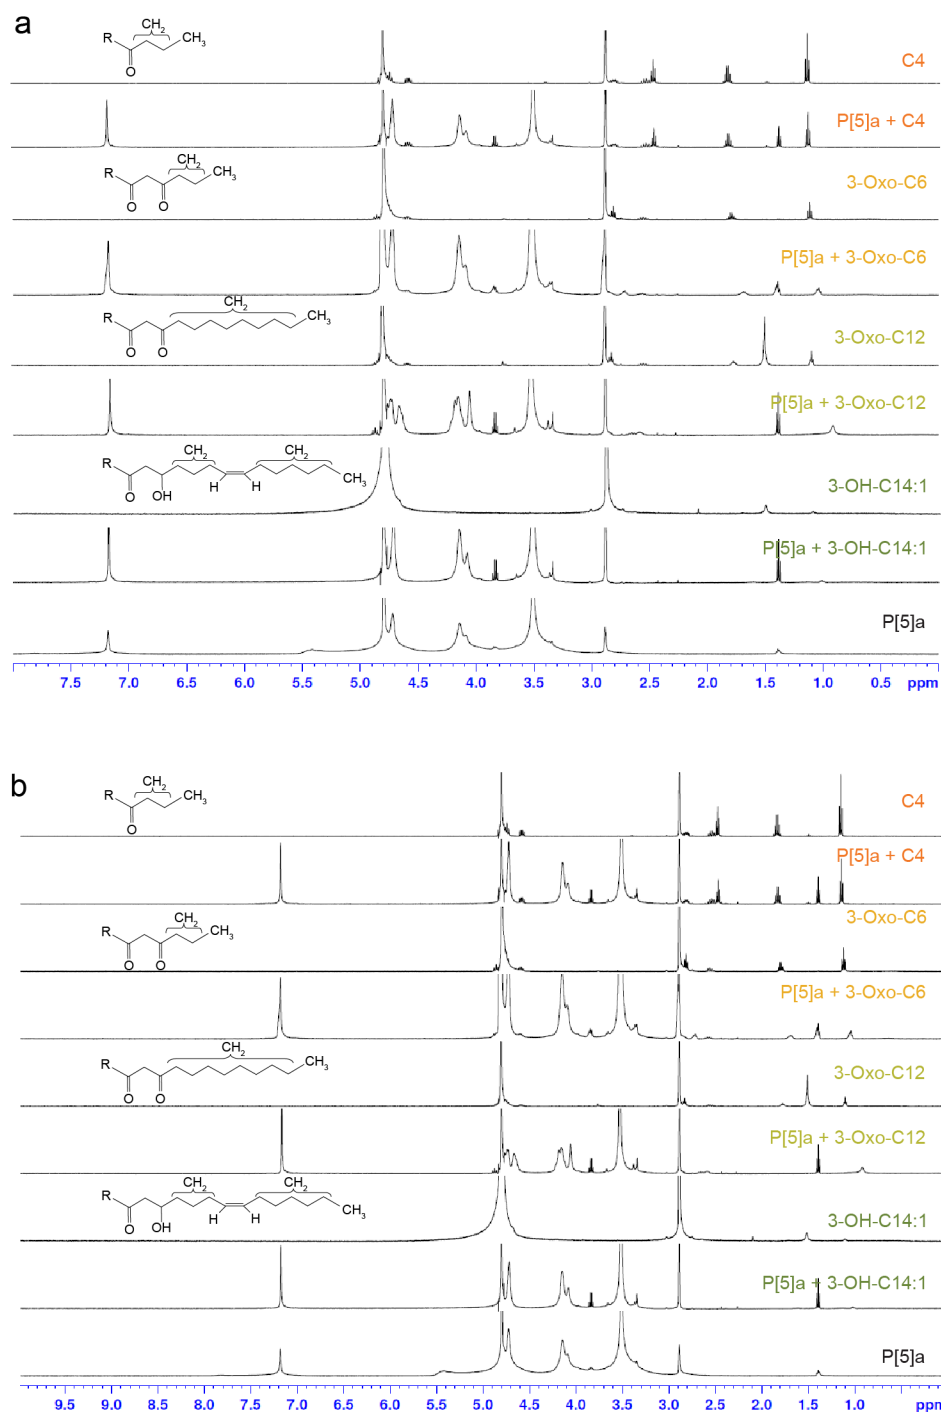 a
R
CH2
CH3
O
C4
P[5]a + C4
R
CH2
CH3
O O
3-Oxo-C6
P[5]a + 3-Oxo-C6
R
CH2
CH3
O O
3-Oxo-C12
P[5]a + 3-Oxo-C12
R
CH2 CH2
CH3
O OH H H
3-OH-C14:1
P[5]a + 3-OH-C14:1
P[5]a
7.5 7.0 6.5 6.0 5.5 5.0 4.5 4.0 3.5 3.0 2.5 2.0 1.5 1.0 0.5 ppm
b
R
CH2
CH3
O
C4
P[5]a + C4
R
CH2
CH3
O O
3-Oxo-C6
P[5]a + 3-Oxo-C6
R
CH2
CH3
O O
3-Oxo-C12
P[5]a + 3-Oxo-C12
R
CH2 CH2
CH3
O OH H H
3-OH-C14:1
P[5]a + 3-OH-C14:1
P[5]a
9.5 9.0 8.5 8.0 7.5 7.0 6.5 6.0 5.5 5.0 4.5 4.0 3.5 3.0 2.5 2.0 1.5 1.0 ppm